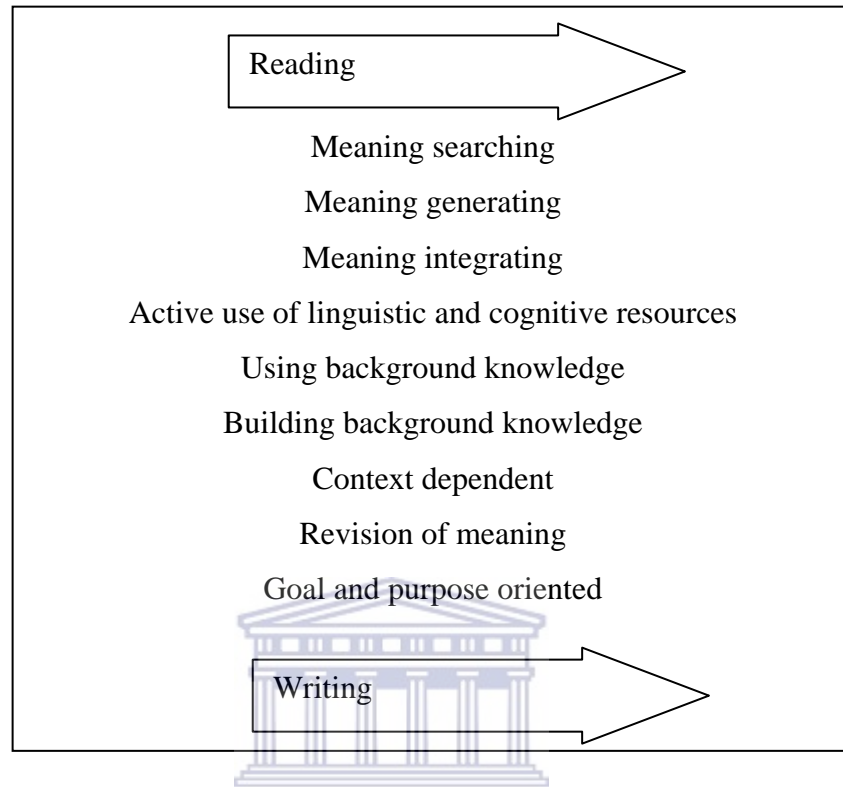 Reading
Meaning searching
Meaning generating
Meaning integrating
Active use of linguistic and cognitive resources
Using background knowledge
Building background knowledge
Context dependent
Revision of meaning
Goal and purpose oriented
Writing